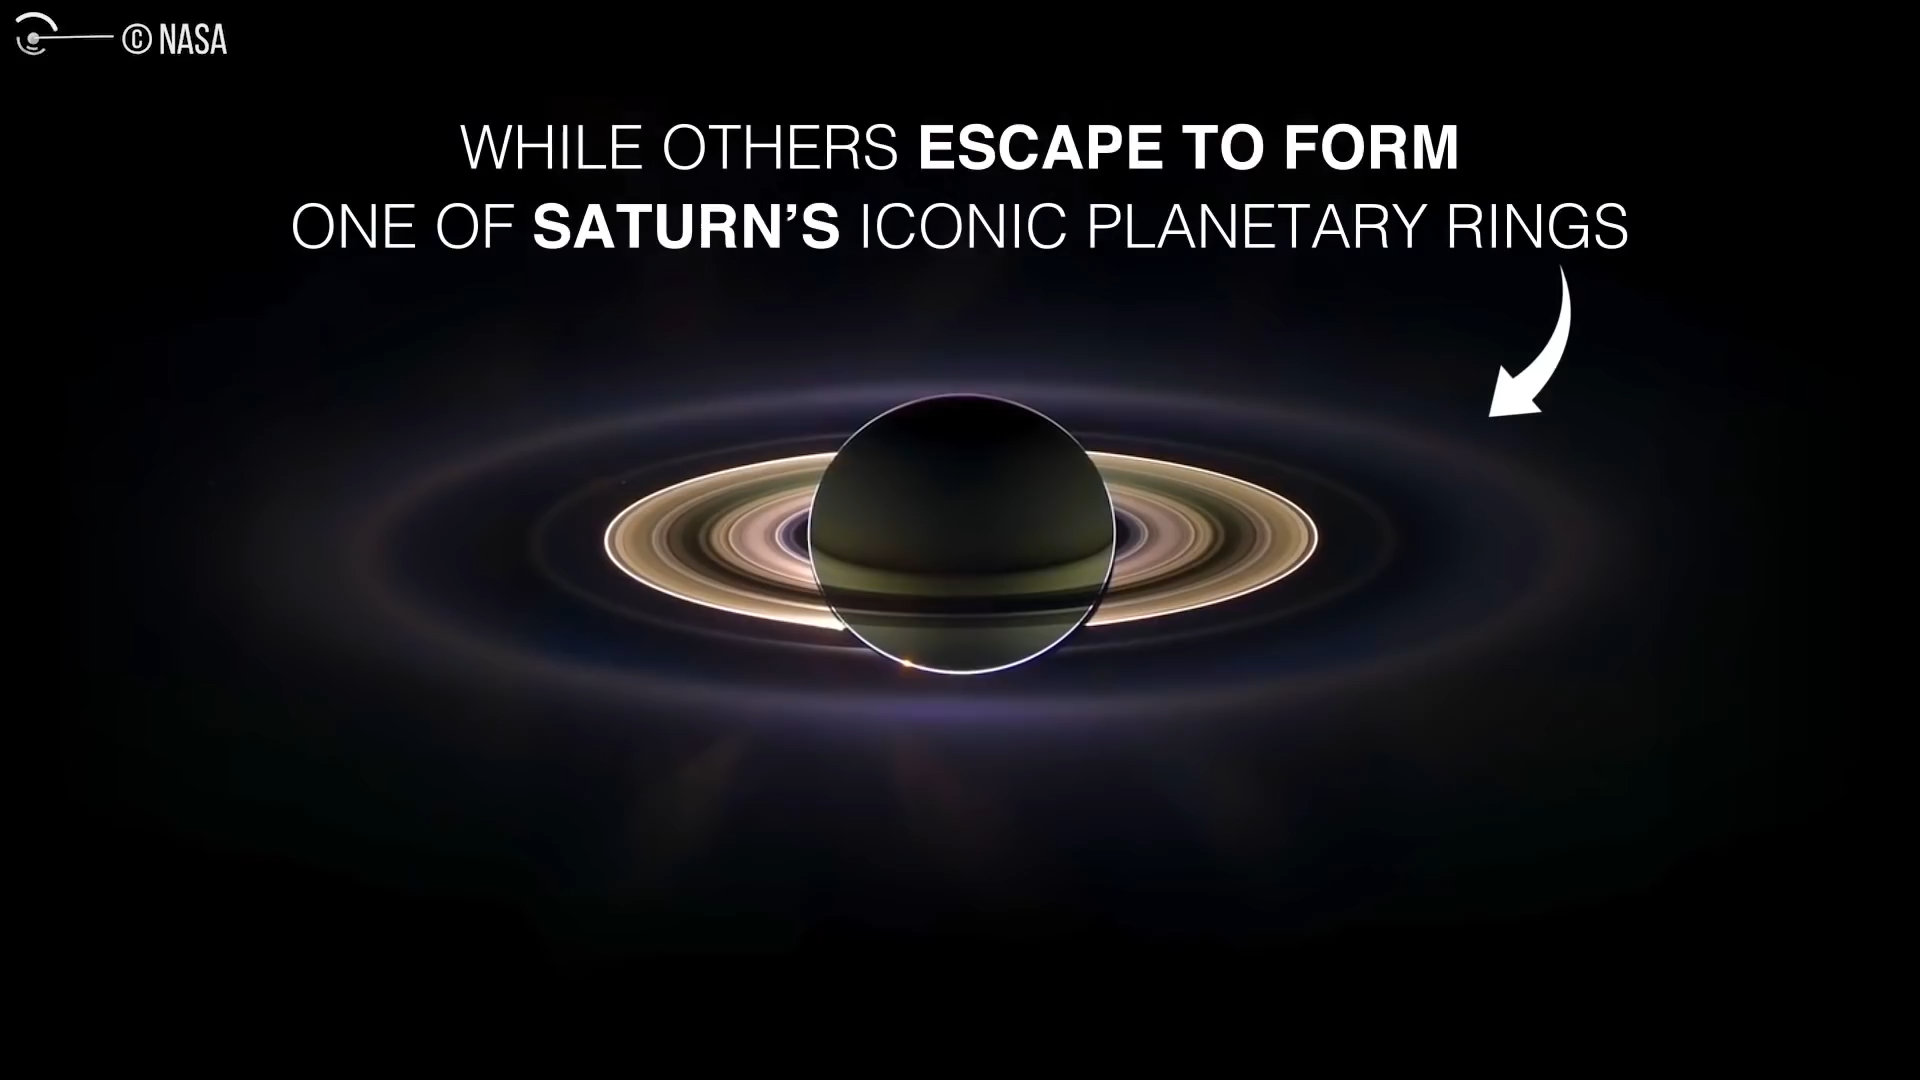 © NASA
WHILE OTHERS ESCAPE TO FORM
ONE OF SATURN’S ICONIC PLANETARY RINGS